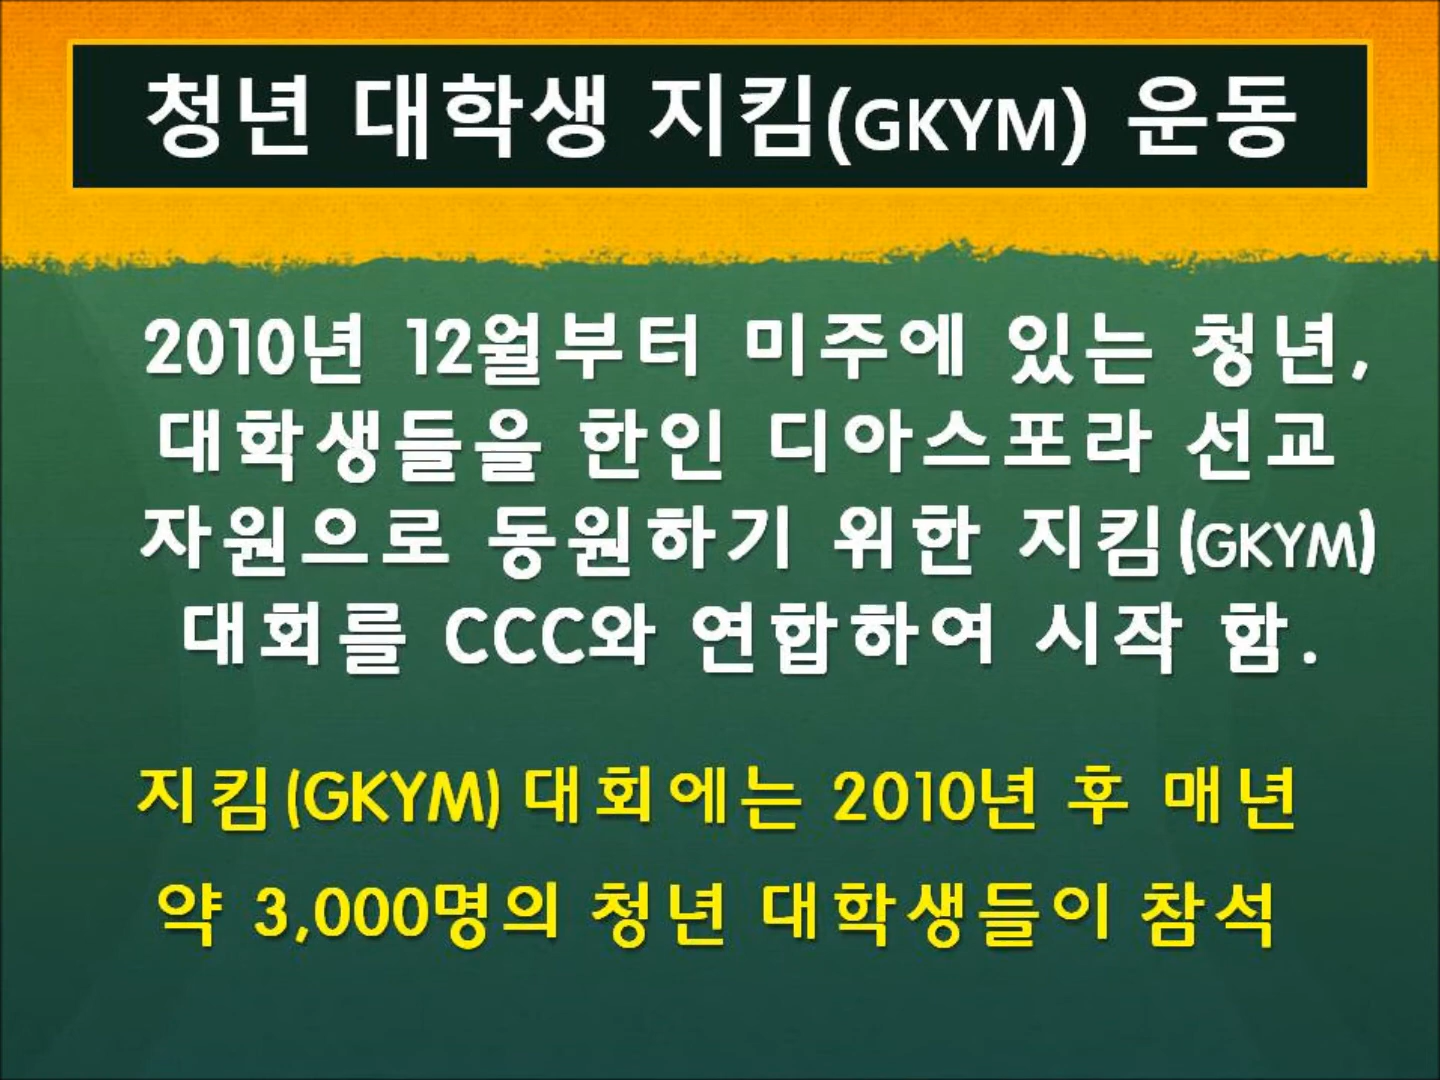 청년 대학생 지킴(GKYM) 운동
2010년 12월부터 미주에 있는 청년,
대학생들을 한인 디아스포라 선교
자원으로 동원하기 위한 지킴(GKYM)
대회를 CCC와 연합하여 시작 함.
지킴(GKYM) 대회에는 2010년 후 매년
약 3,000명의 청년 대학생들이 참석